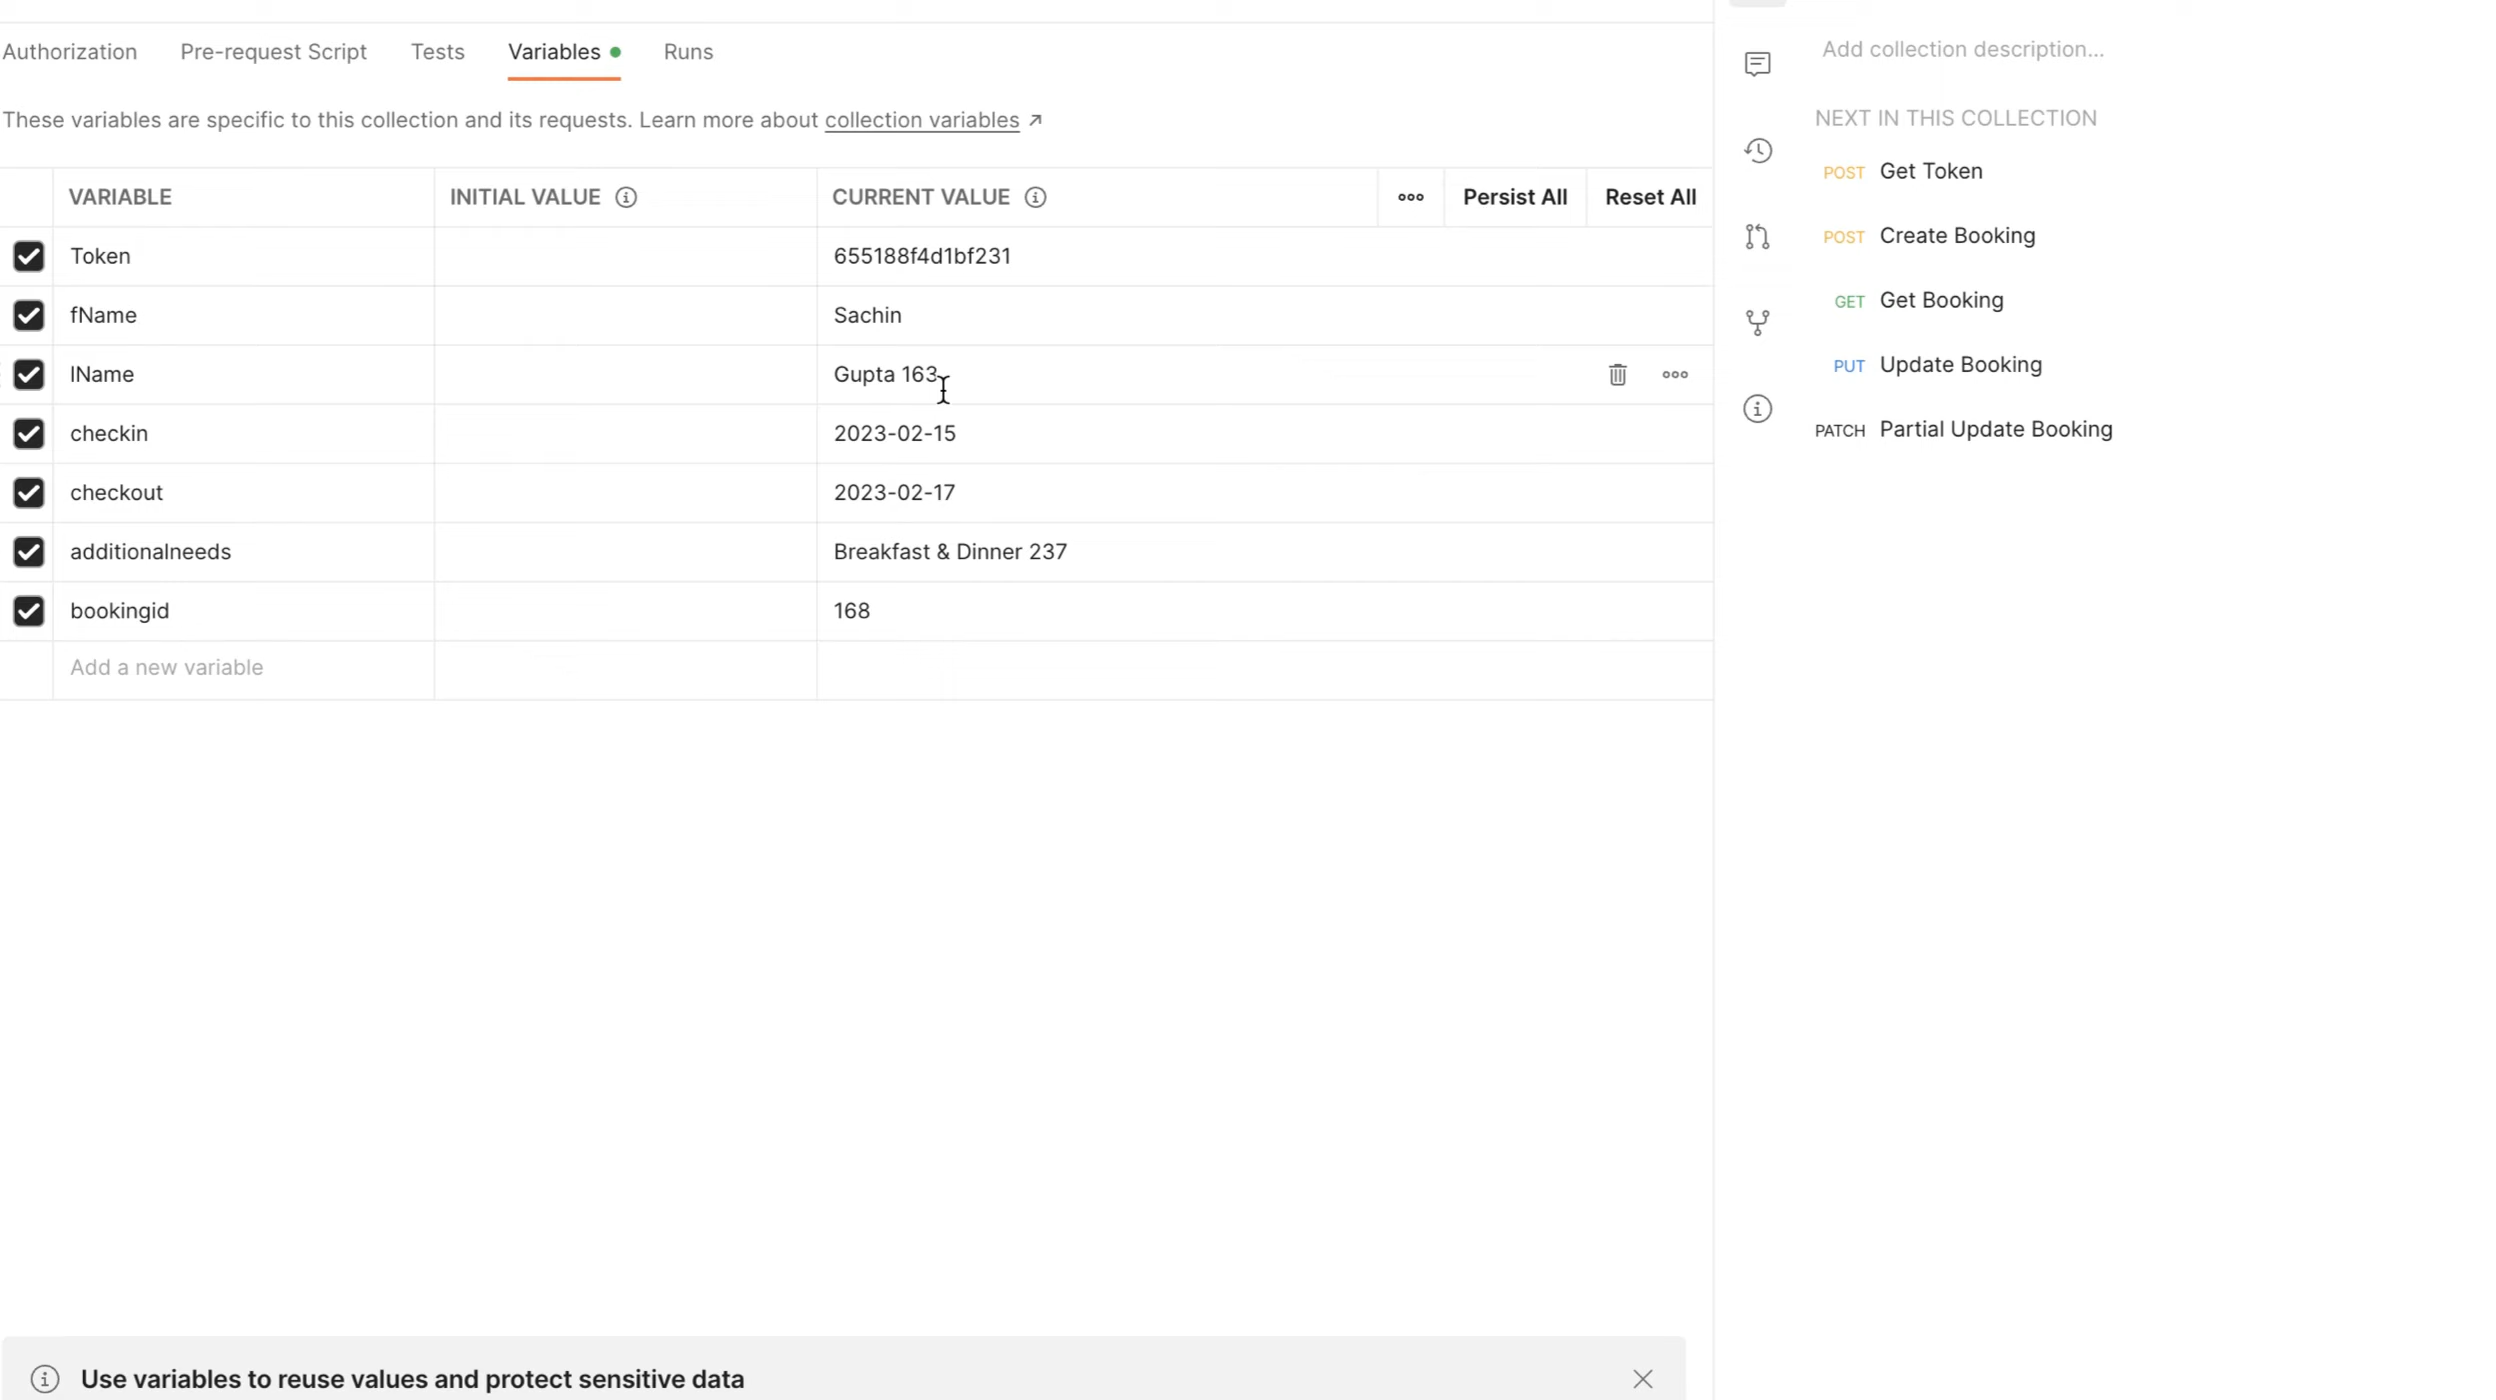 Authorization Pre-request Script Tests Variables Runs
These variables are specific to this collection and its requests. Learn more about collection variables ↗
VARIABLE INITIAL VALUE CURRENT VALUE Persist All Reset All
Token 655188f4d1bf231
fName Sachin
lName Gupta 163
checkin 2023-02-15
checkout 2023-02-17
additionalneeds Breakfast & Dinner 237
bookingid 168
Add a new variable
Use variables to reuse values and protect sensitive data
Add collection description...
NEXT IN THIS COLLECTION
POST Get Token
POST Create Booking
GET Get Booking
PUT Update Booking
PATCH Partial Update Booking